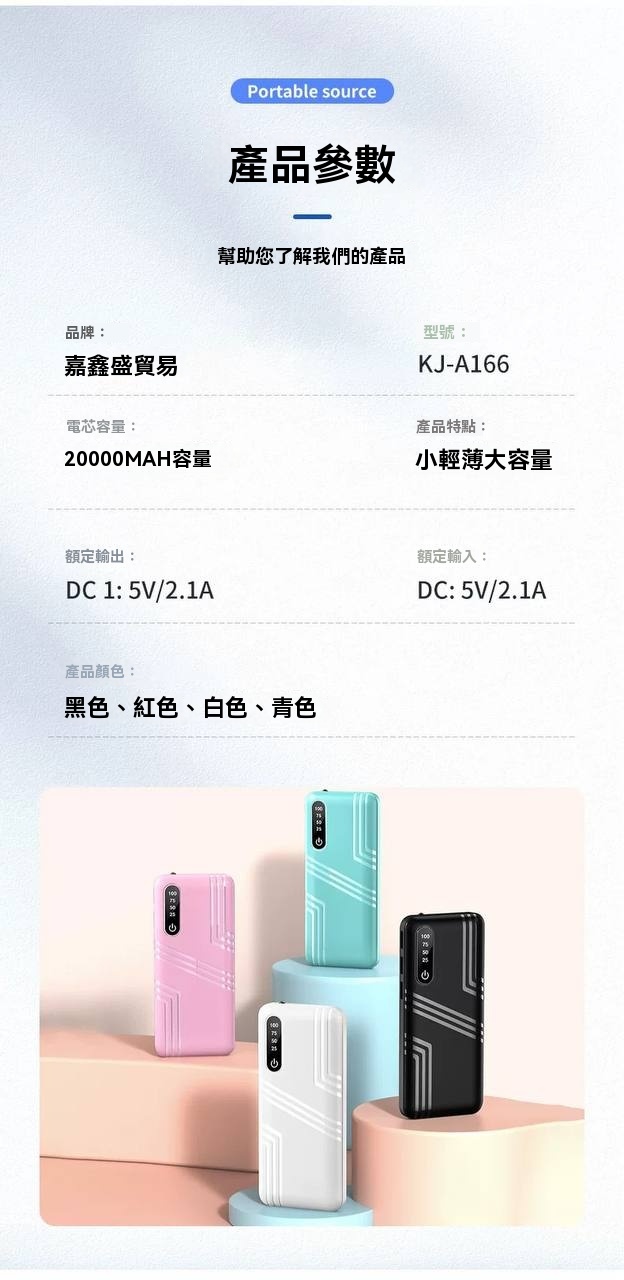 Portable source
產品參數
幫助您了解我們的產品
品牌：
型號：
嘉鑫盛貿易
KJ-A166
電芯容量：
產品特點：
20000MAH容量
小輕薄大容量
額定輸出：
額定輸入：
DC 1: 5V/2.1A
DC: 5V/2.1A
產品顏色：
黑色、紅色、白色、青色
100
75
50
25
100
75
50
25
100
75
50
25
100
75
50
25